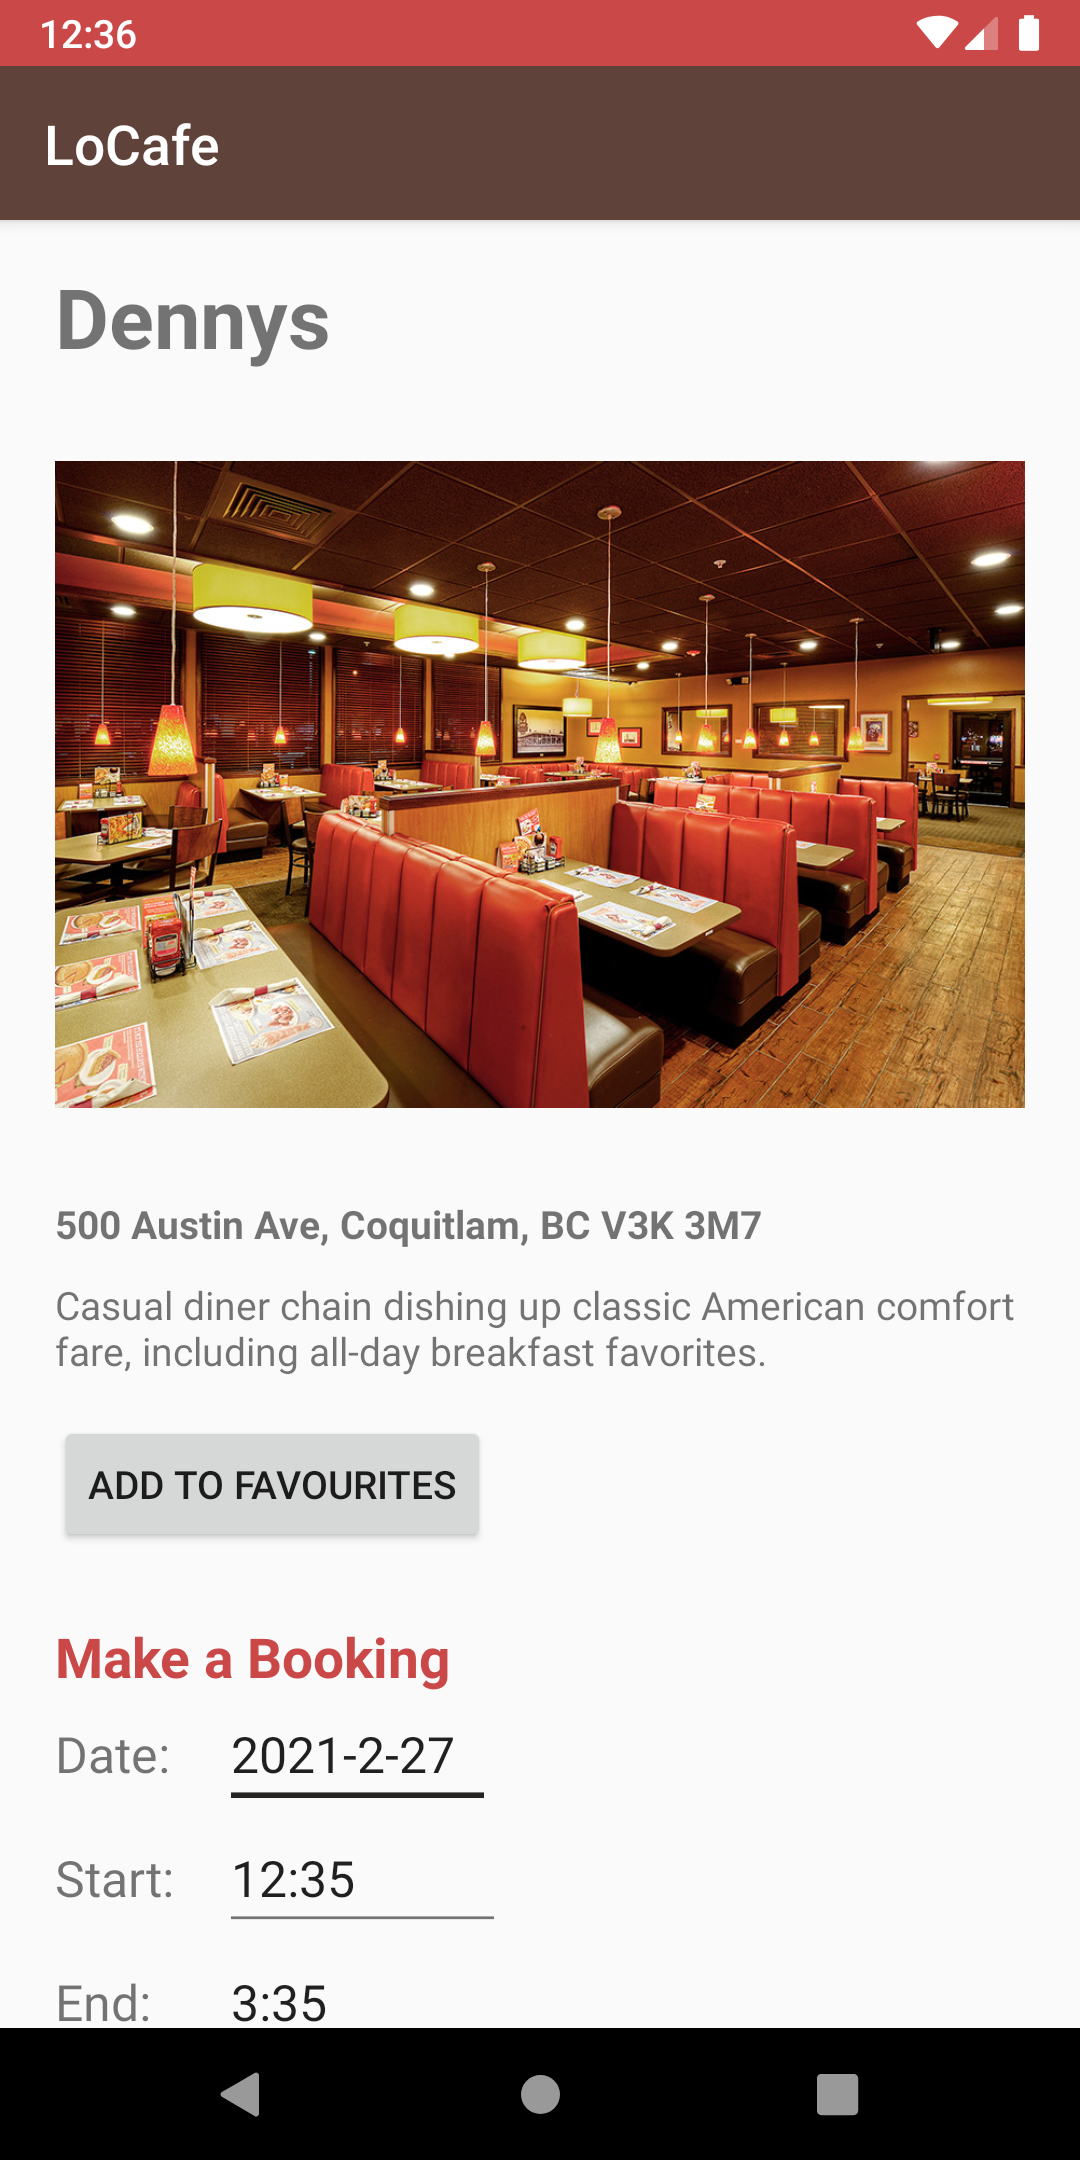 12:36
LoCafe
Dennys
500 Austin Ave, Coquitlam, BC V3K 3M7
Casual diner chain dishing up classic American comfort
fare, including all-day breakfast favorites.
ADD TO FAVOURITES
Make a Booking
Date: 2021-2-27
Start: 12:35
End: 3:35